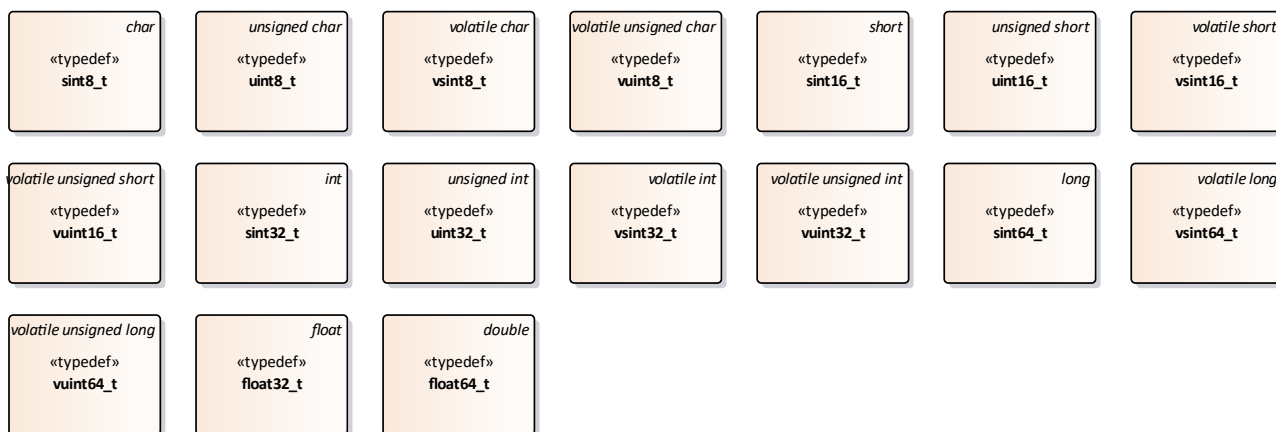 char
«typedef»
sint8_t
unsigned char
«typedef»
uint8_t
volatile char
«typedef»
vsint8_t
volatile unsigned char
«typedef»
vuint8_t
short
«typedef»
sint16_t
unsigned short
«typedef»
uint16_t
volatile short
«typedef»
vsint16_t
volatile unsigned short
«typedef»
vuint16_t
int
«typedef»
sint32_t
unsigned int
«typedef»
uint32_t
volatile int
«typedef»
vsint32_t
volatile unsigned int
«typedef»
vuint32_t
long
«typedef»
sint64_t
volatile long
«typedef»
vsint64_t
volatile unsigned long
«typedef»
vuint64_t
float
«typedef»
float32_t
double
«typedef»
float64_t